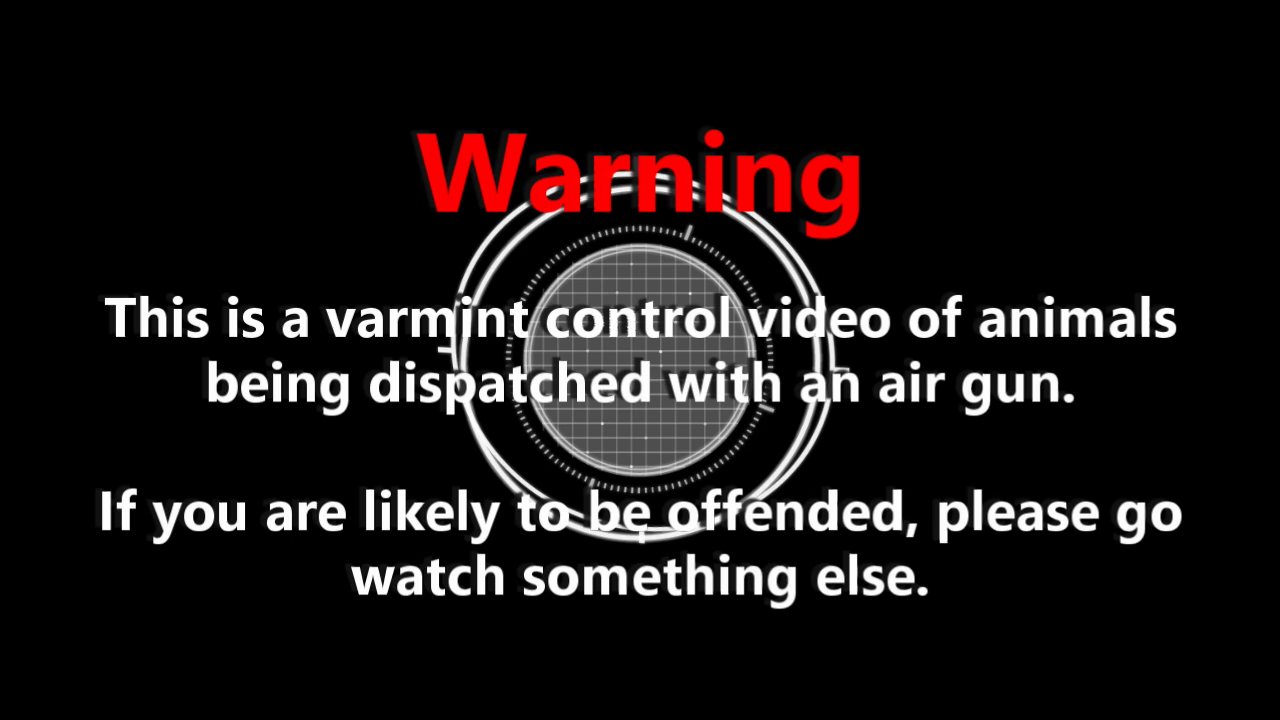 Warning
This is a varmint control video of animals
being dispatched with an air gun.
If you are likely to be offended, please go
watch something else.